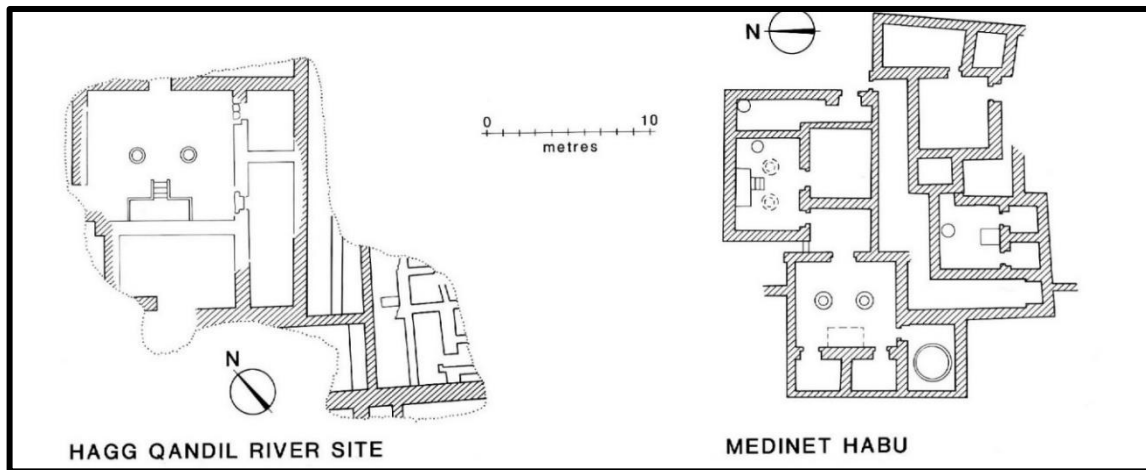 N
N
0 10
metres
N
HAGG QANDIL RIVER SITE
MEDINET HABU